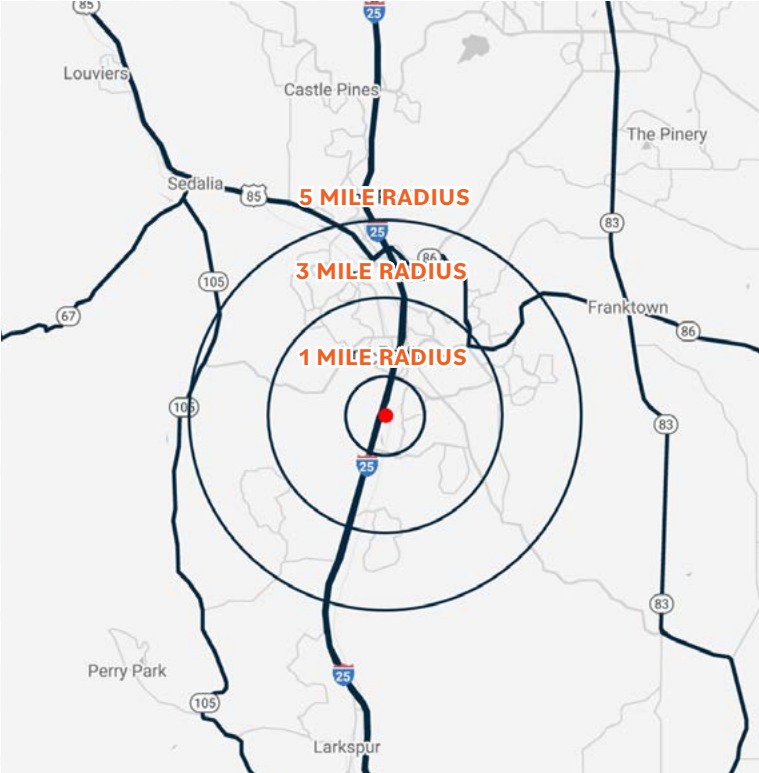 85
25
Louviers
Castle Pines
The Pinery
Sedalia
85
5 MILE RADIUS
83
25
86
3 MILE RADIUS
105
Franktown
67
86
1 MILE RADIUS
105
83
25
83
Perry Park
25
105
Larkspur